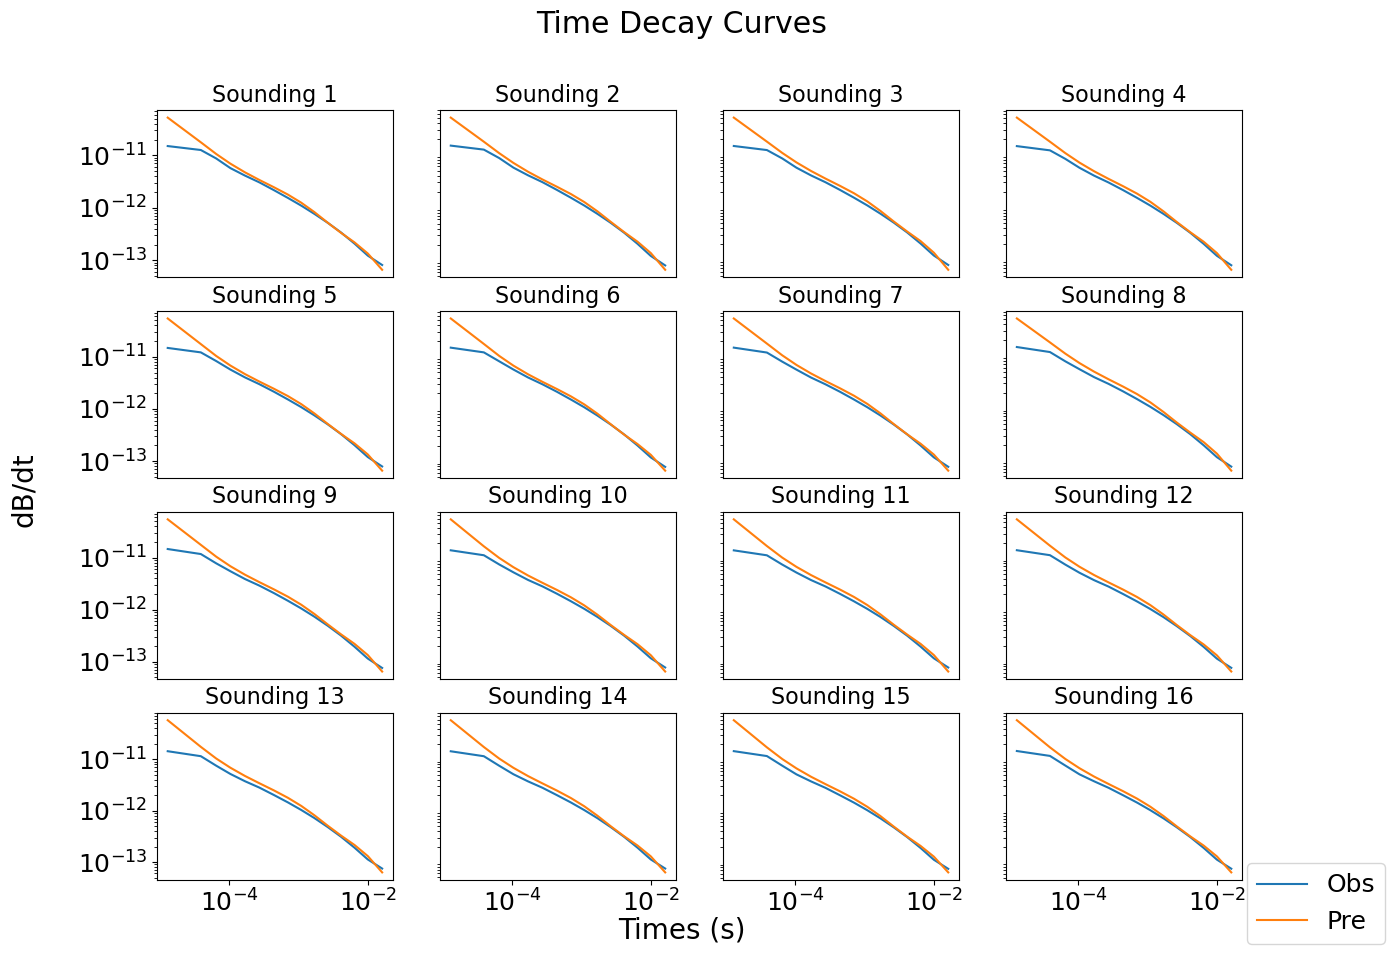 Time Decay Curves
Sounding 1 Sounding 2 Sounding 3 Sounding 4
10⁻¹¹
10⁻¹²
10⁻¹³
Sounding 5 Sounding 6 Sounding 7 Sounding 8
10⁻¹¹
10⁻¹²
10⁻¹³
dB/dt
Sounding 9 Sounding 10 Sounding 11 Sounding 12
10⁻¹¹
10⁻¹²
10⁻¹³
Sounding 13 Sounding 14 Sounding 15 Sounding 16
10⁻¹¹
10⁻¹²
10⁻¹³
10⁻⁴ 10⁻² 10⁻⁴ 10⁻² 10⁻⁴ 10⁻² 10⁻⁴ 10⁻²
Times (s)
Obs
Pre